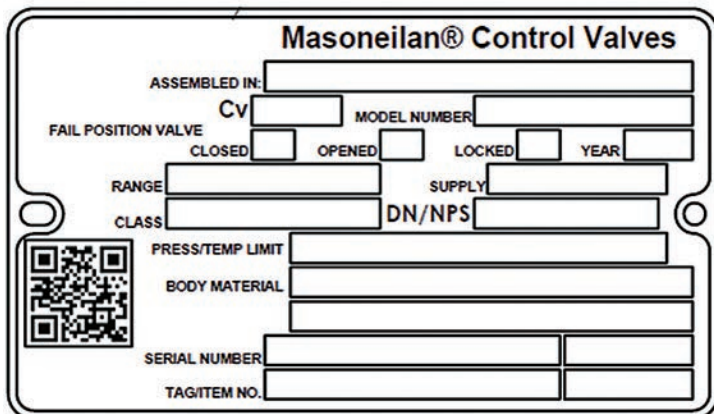 Masoneilan® Control Valves
ASSEMBLED IN:
Cv MODEL NUMBER
FAIL POSITION VALVE
CLOSED OPENED LOCKED YEAR
RANGE SUPPLY
CLASS DN/NPS
PRESS/TEMP LIMIT
BODY MATERIAL
SERIAL NUMBER
TAG/ITEM NO.